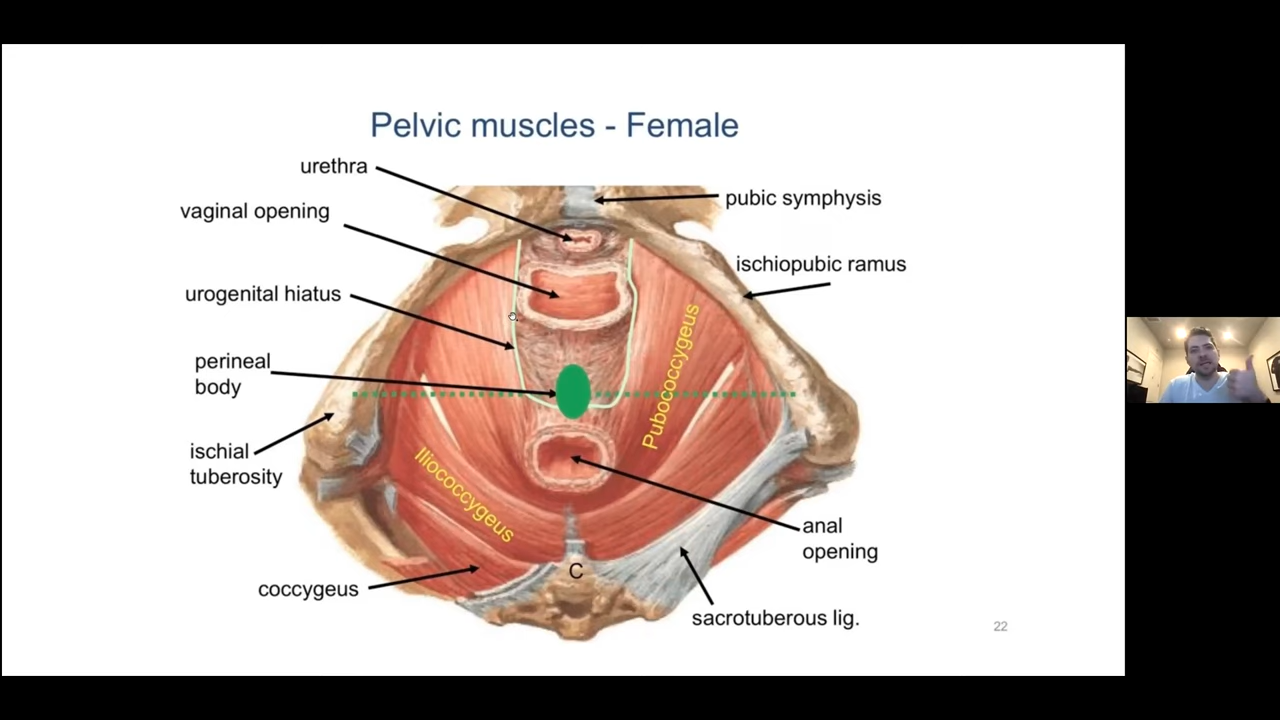 Pelvic muscles - Female
urethra
pubic symphysis
vaginal opening
ischiopubic ramus
urogenital hiatus
Pubococcygeus
perineal
body
ischial
tuberosity
Iliococcygeus
anal
opening
coccygeus
C
sacrotuberous lig.
22